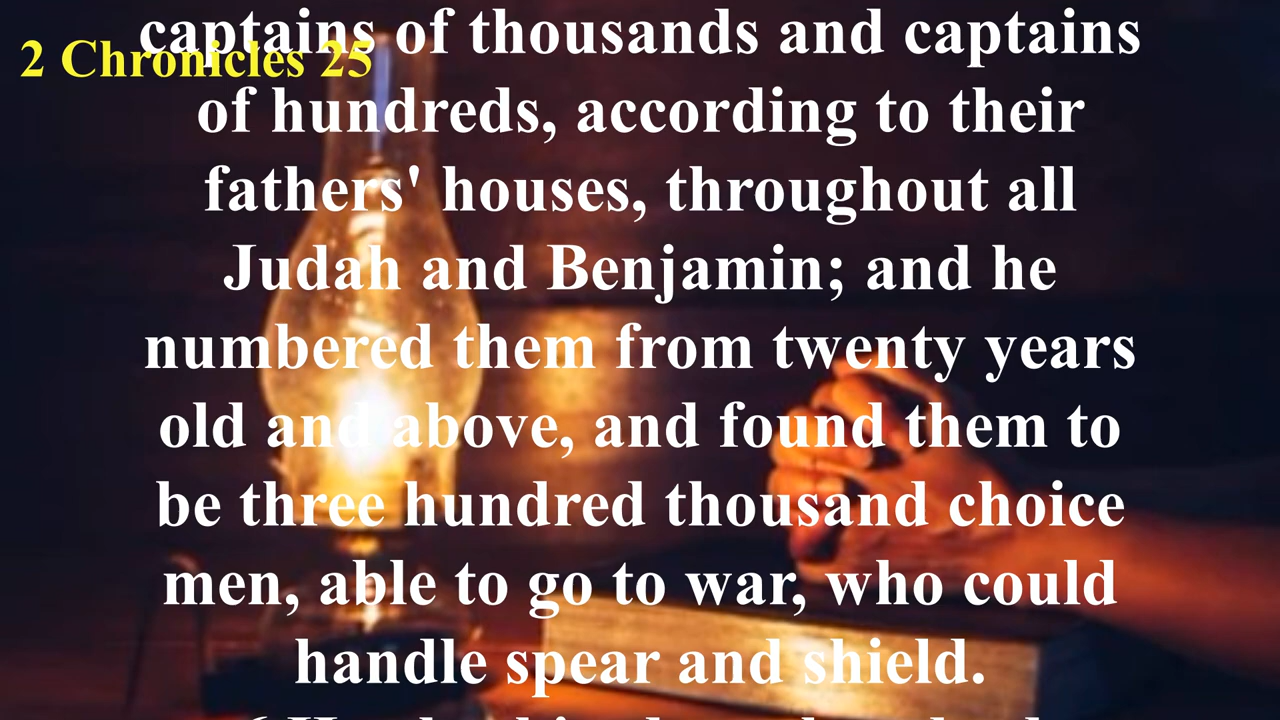 captains of thousands and captains
2 Chronicles 25
of hundreds, according to their
fathers' houses, throughout all
Judah and Benjamin; and he
numbered them from twenty years
old and above, and found them to
be three hundred thousand choice
men, able to go to war, who could
handle spear and shield.